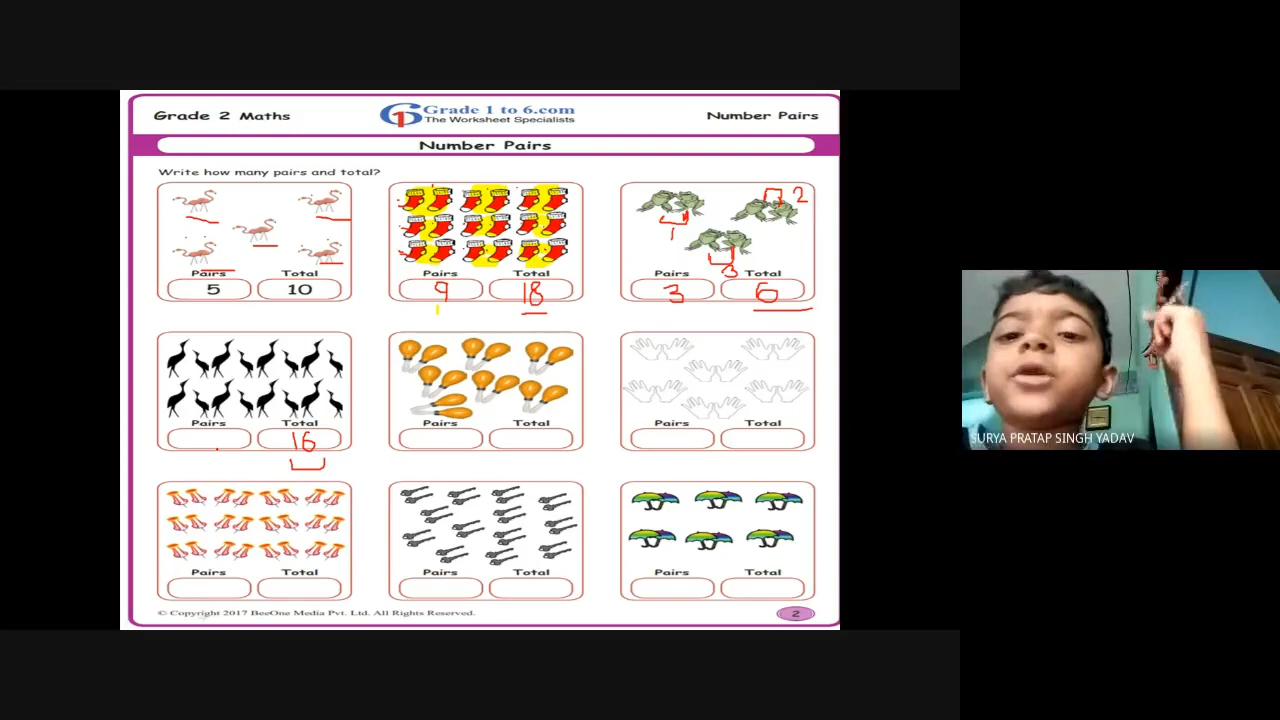 Grade 2 Maths
Grade 1 to 6.com
The Worksheet Specialists
Number Pairs
Number Pairs
Write how many pairs and total?
1
2
3
Pairs Total
5 10
Pairs Total
9 18
Pairs Total
3 6
Pairs Total
16
Pairs Total
Pairs Total
Pairs Total
Pairs Total
Pairs Total
© Copyright 2017 BeeOne Media Pvt. Ltd. All Rights Reserved.
2
SURYA PRATAP SINGH YADAV